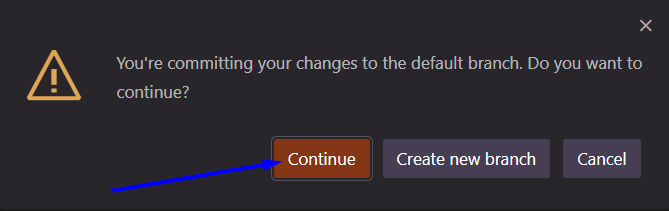 You're committing your changes to the default branch. Do you want to
continue?
Continue
Create new branch
Cancel